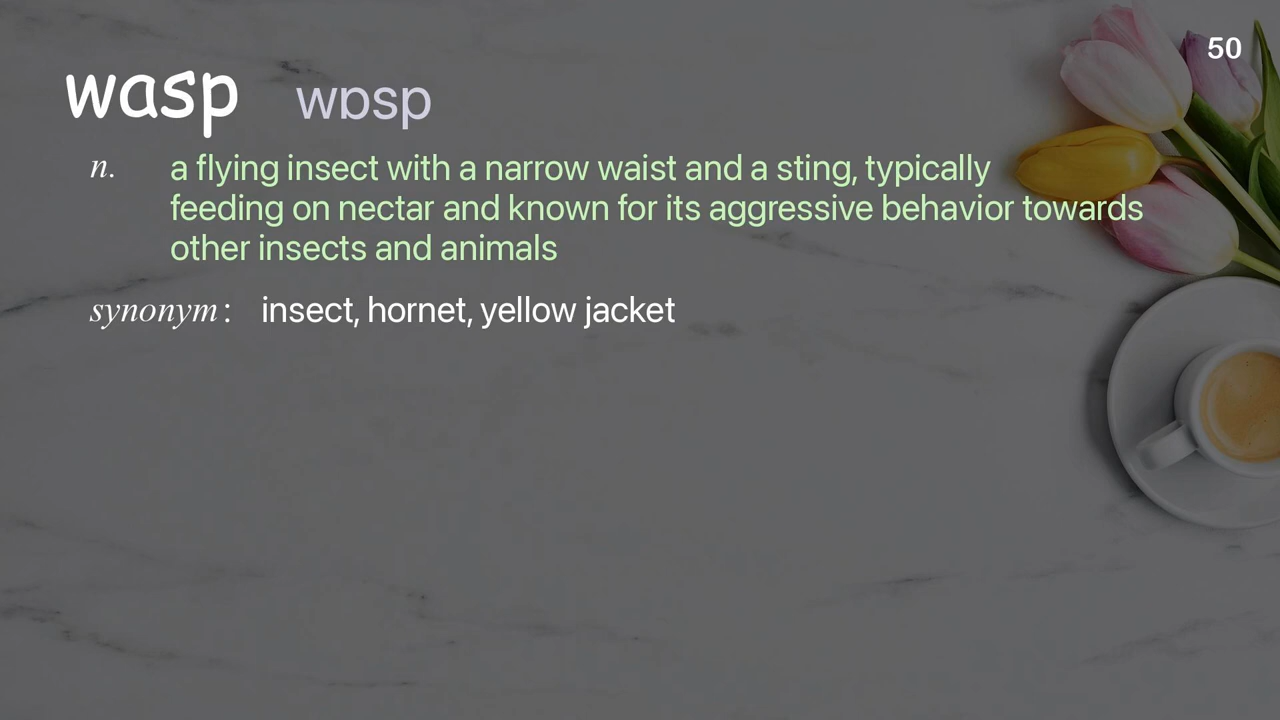 50
wasp wɒsp
n. a flying insect with a narrow waist and a sting, typically
feeding on nectar and known for its aggressive behavior towards
other insects and animals
synonym: insect, hornet, yellow jacket